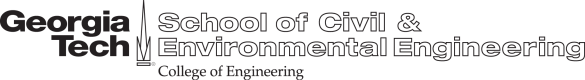 Georgia Tech
School of Civil &
Environmental Engineering
College of Engineering